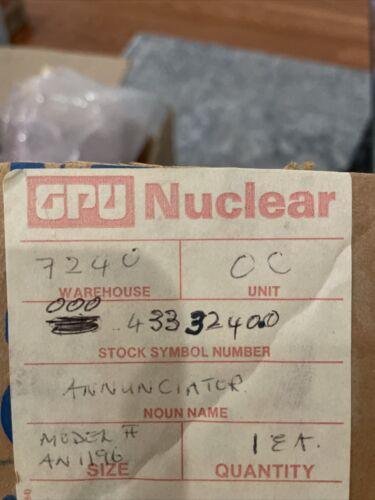 GPU Nuclear
7240 OC
WAREHOUSE UNIT
000
433 32400
STOCK SYMBOL NUMBER
ANNUNCIATOR
NOUN NAME
MODEL # 1 EA.
AN 1196
SIZE QUANTITY